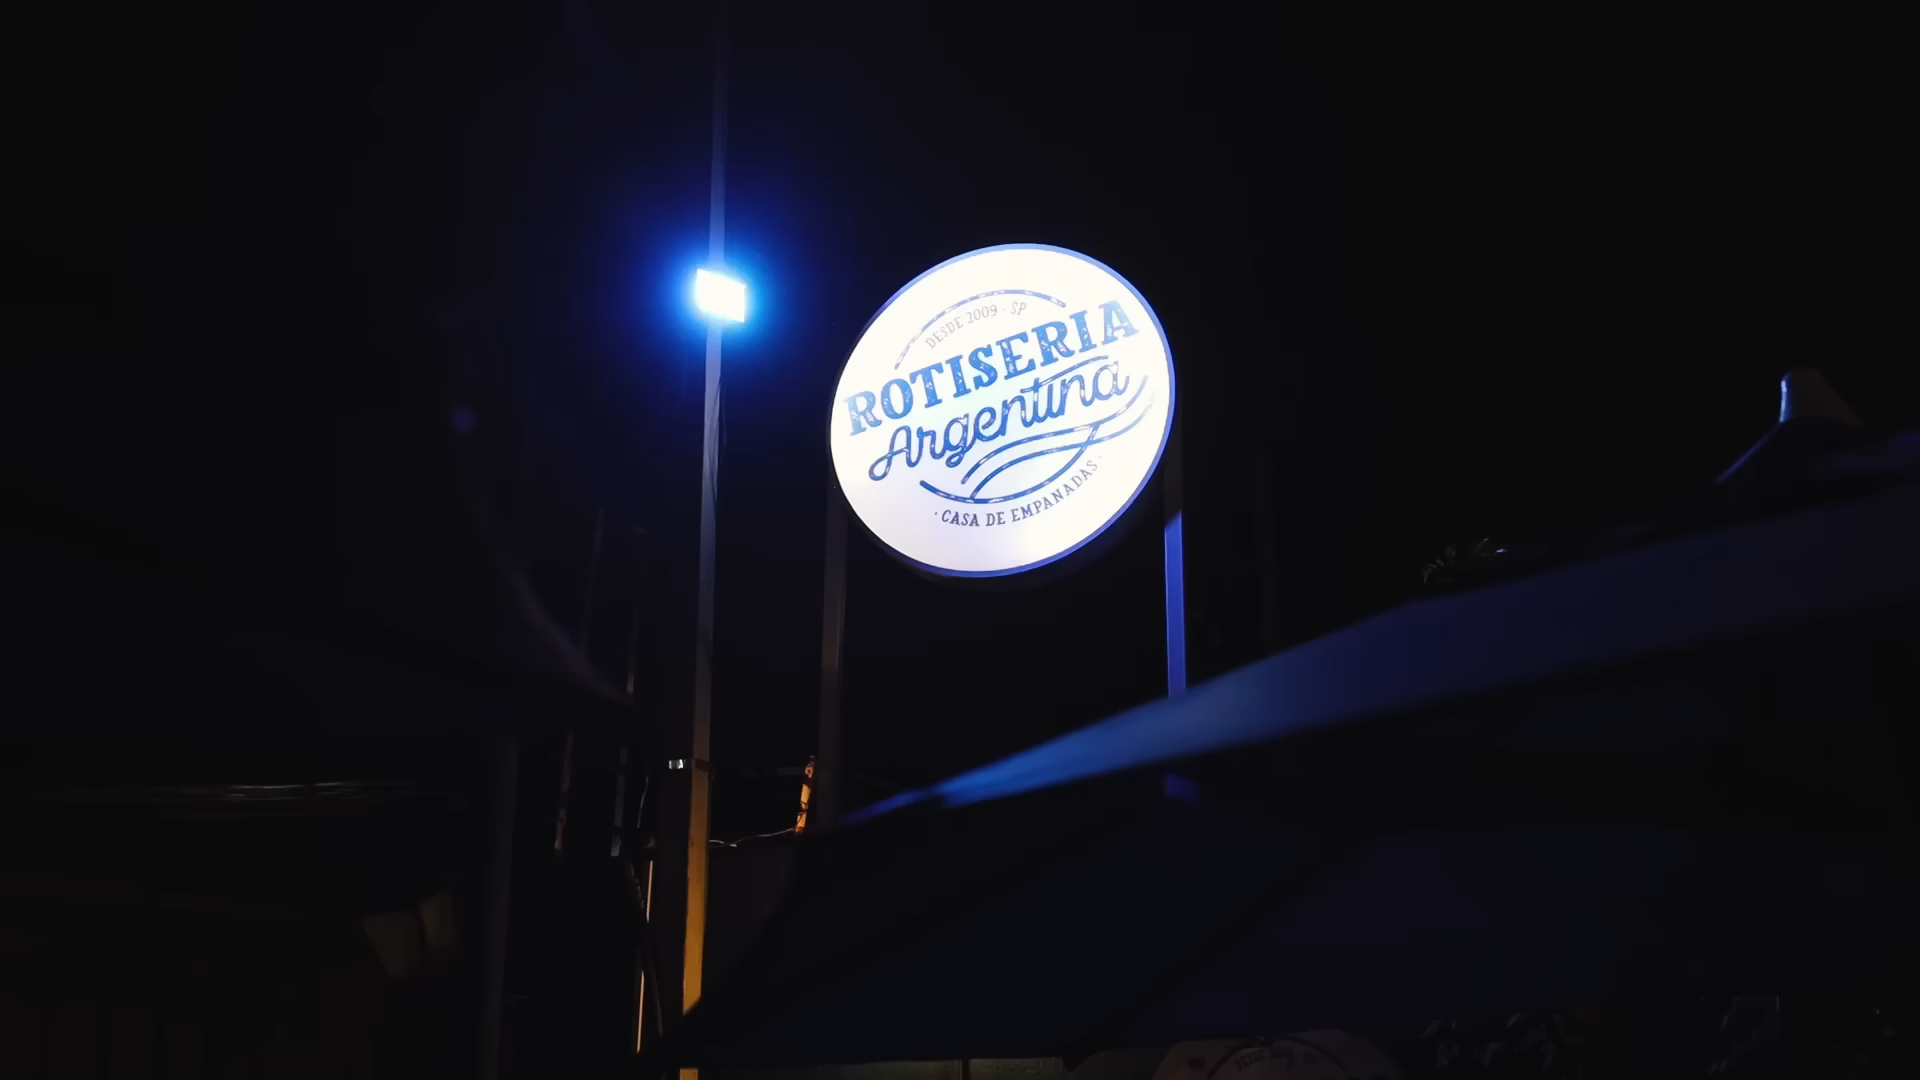 DESDE 2009 · SP
ROTISERIA
Argentina
· CASA DE EMPANADAS ·